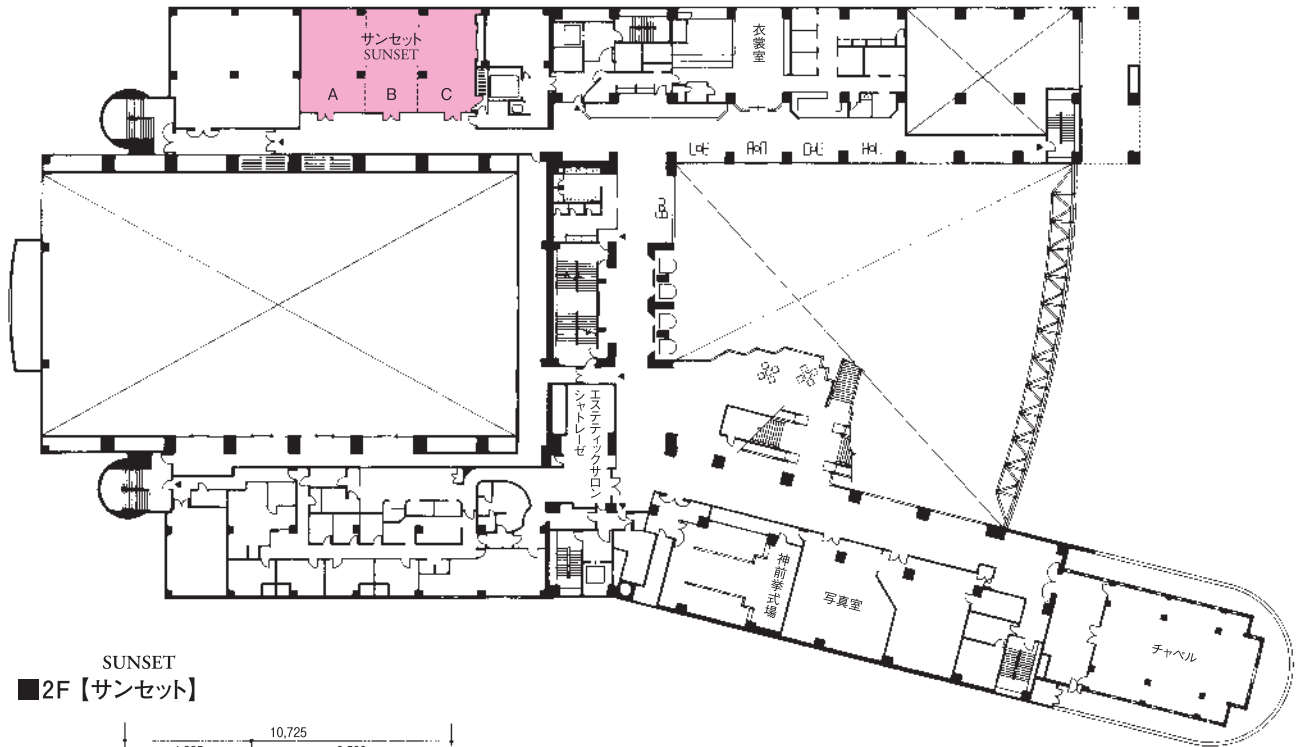 サンセット
SUNSET
A B C
衣裳室
エステティックサロン
シャトレーゼ
神前挙式場
写真室
チャペル
SUNSET
■2F【サンセット】
10,725